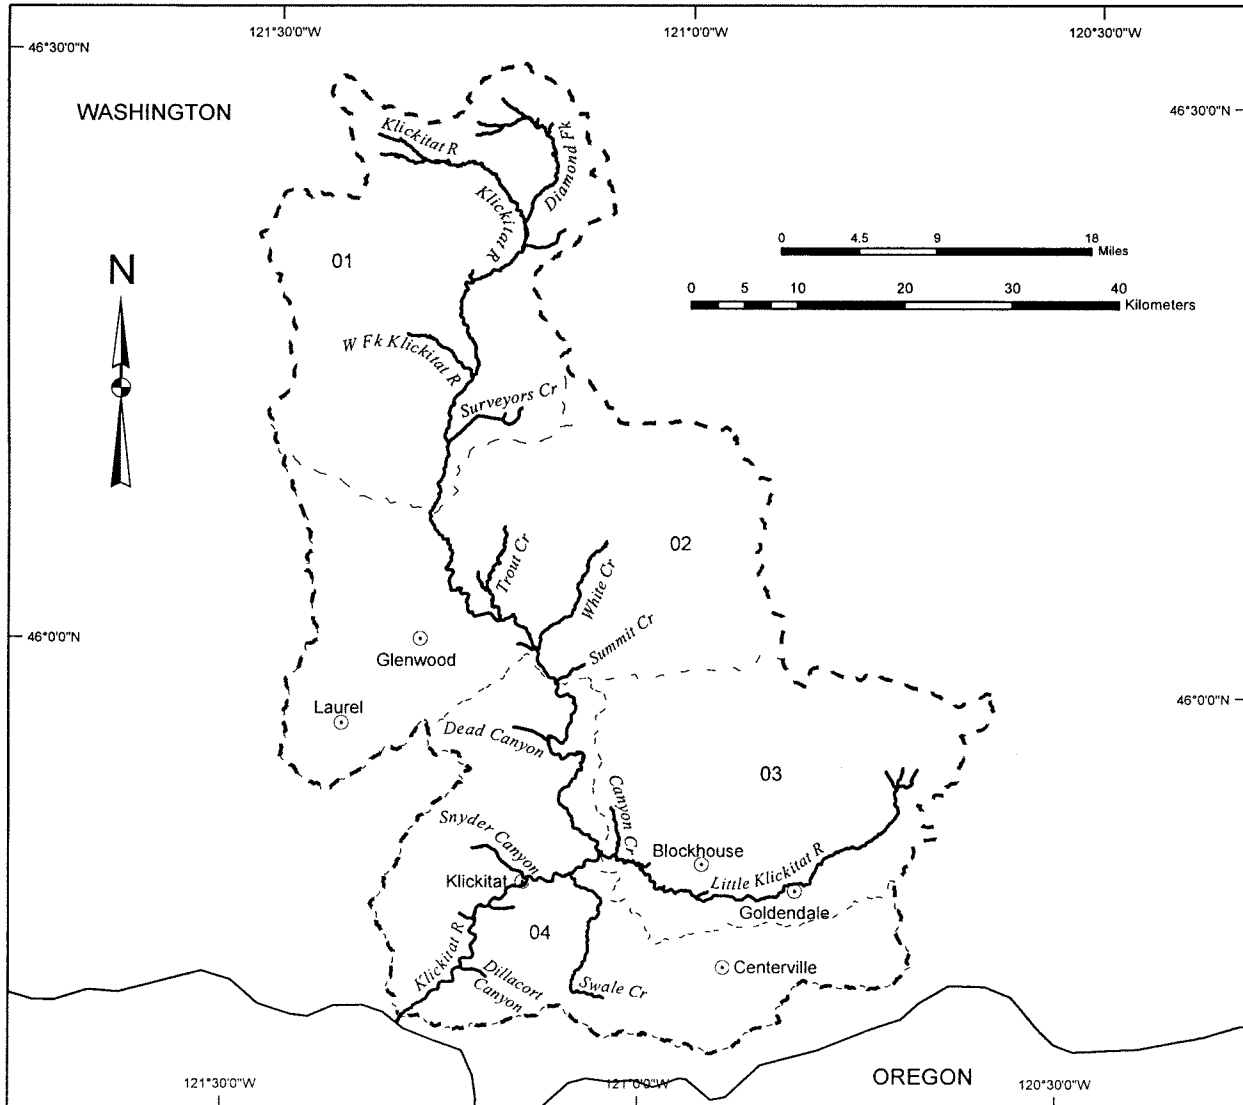 121°30'0"W
121°0'0"W
120°30'0"W
46°30'0"N
46°30'0"N
WASHINGTON
Klickitat R
Diamond Fk
Klickitat R
01
N
0 4.5 9 18
Miles
0 5 10 20 30 40
Kilometers
W Fk Klickitat R
Surveyors Cr
02
Trout Cr
White Cr
Summit Cr
46°0'0"N
Glenwood
46°0'0"N
Laurel
Dead Canyon
03
Canyon Cr
Snyder Canyon
Blockhouse
Little Klickitat R
Klickitat
Goldendale
04
Klickitat R
Centerville
Dillacort
Canyon
Swale Cr
OREGON
121°30'0"W
121°0'0"W
120°30'0"W